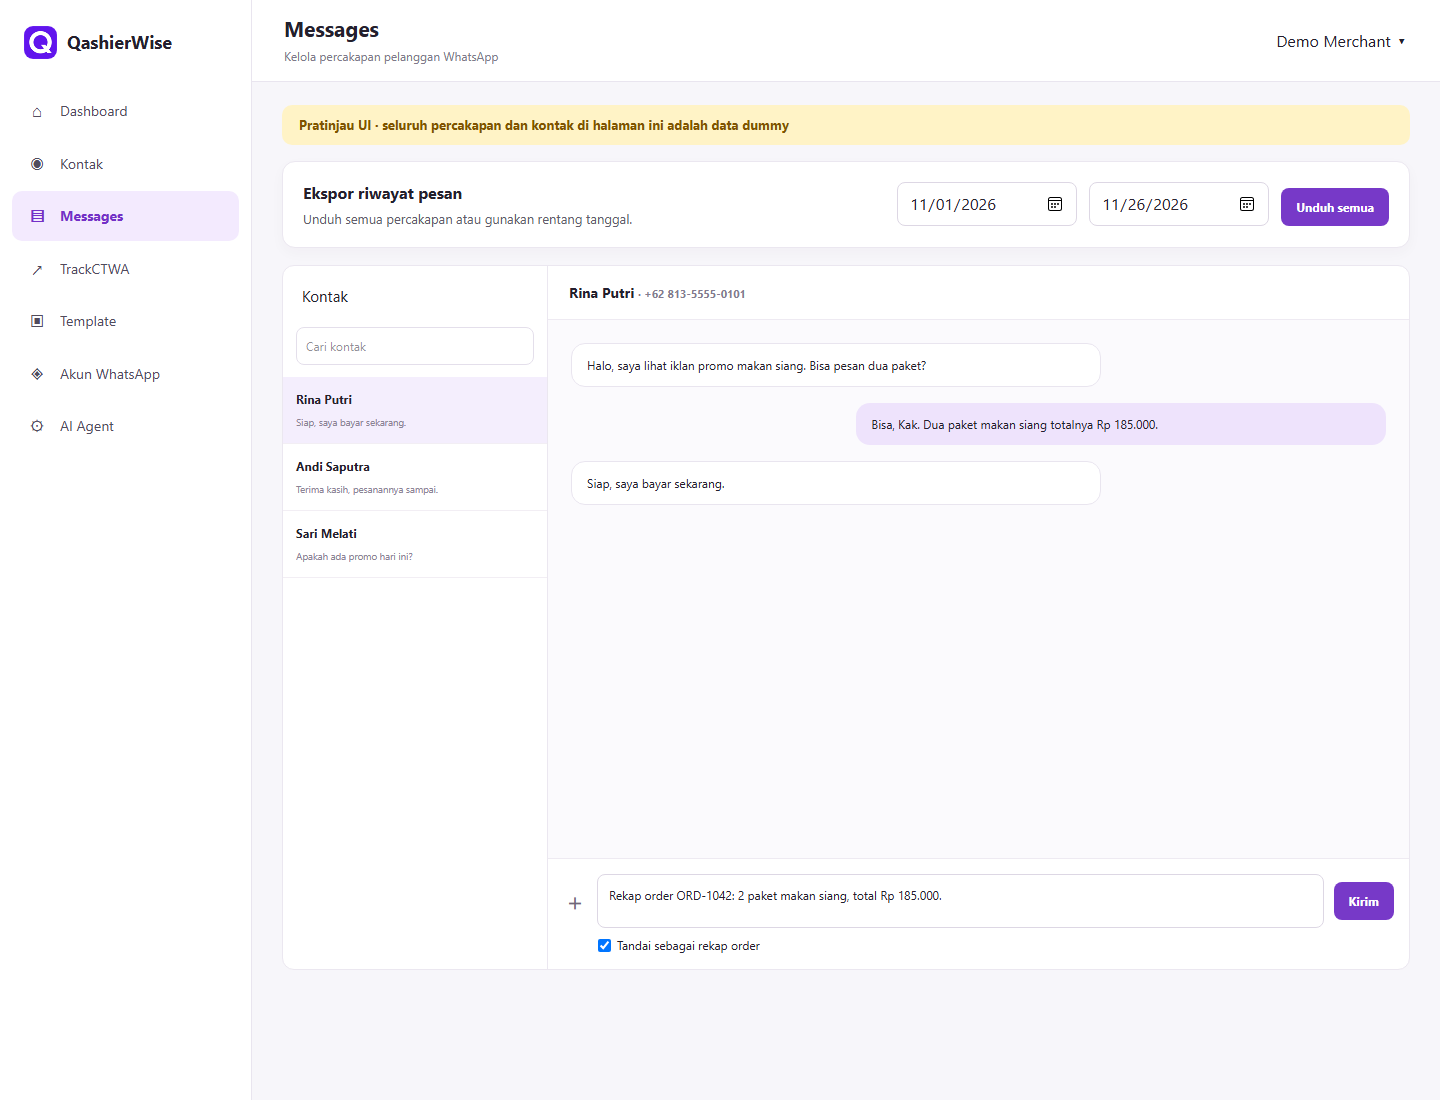 QashierWise
Dashboard
Kontak
Messages
TrackCTWA
Template
Akun WhatsApp
AI Agent
Messages
Kelola percakapan pelanggan WhatsApp
Demo Merchant
Pratinjau UI · seluruh percakapan dan kontak di halaman ini adalah data dummy
Ekspor riwayat pesan
Unduh semua percakapan atau gunakan rentang tanggal.
11/01/2026
11/26/2026
Unduh semua
Kontak
Cari kontak
Rina Putri
Siap, saya bayar sekarang.
Andi Saputra
Terima kasih, pesanannya sampai.
Sari Melati
Apakah ada promo hari ini?
Rina Putri · +62 813-5555-0101
Halo, saya lihat iklan promo makan siang. Bisa pesan dua paket?
Bisa, Kak. Dua paket makan siang totalnya Rp 185.000.
Siap, saya bayar sekarang.
Rekap order ORD-1042: 2 paket makan siang, total Rp 185.000.
Kirim
Tandai sebagai rekap order